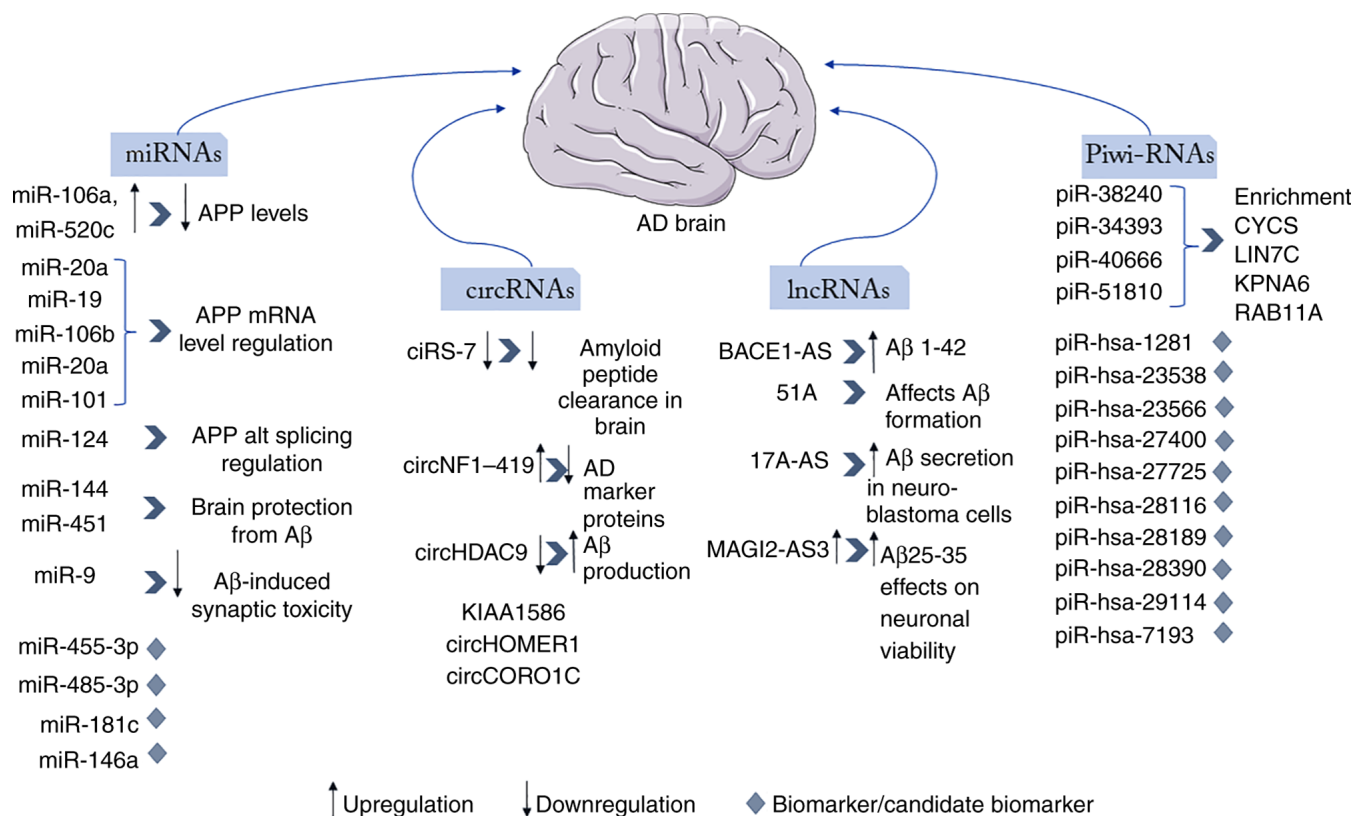 AD brain
miRNAs
miR-106a,
miR-520c
APP levels
miR-20a
miR-19
miR-106b
miR-20a
miR-101
APP mRNA
level regulation
miR-124
APP alt splicing
regulation
miR-144
miR-451
Brain protection
from Aβ
miR-9
Aβ-induced
synaptic toxicity
miR-455-3p
miR-485-3p
miR-181c
miR-146a
circRNAs
ciRS-7
Amyloid
peptide
clearance in
brain
circNF1–419
AD
marker
proteins
circHDAC9
Aβ
production
KIAA1586
circHOMER1
circCORO1C
lncRNAs
BACE1-AS
Aβ 1-42
51A
Affects Aβ
formation
17A-AS
Aβ secretion
in neuro-
blastoma cells
MAGI2-AS3
Aβ25-35
effects on
neuronal
viability
Piwi-RNAs
piR-38240
piR-34393
piR-40666
piR-51810
Enrichment
CYCS
LIN7C
KPNA6
RAB11A
piR-hsa-1281
piR-hsa-23538
piR-hsa-23566
piR-hsa-27400
piR-hsa-27725
piR-hsa-28116
piR-hsa-28189
piR-hsa-28390
piR-hsa-29114
piR-hsa-7193
Upregulation
Downregulation
Biomarker/candidate biomarker